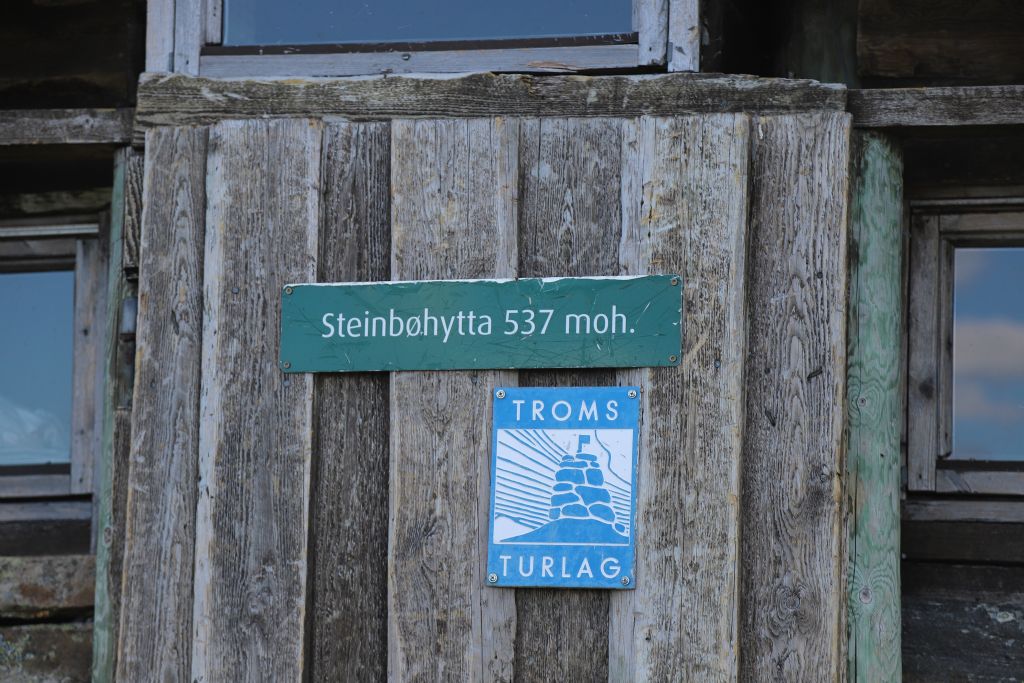 Steinbøhytta 537 moh.
TROMS
TURLAG